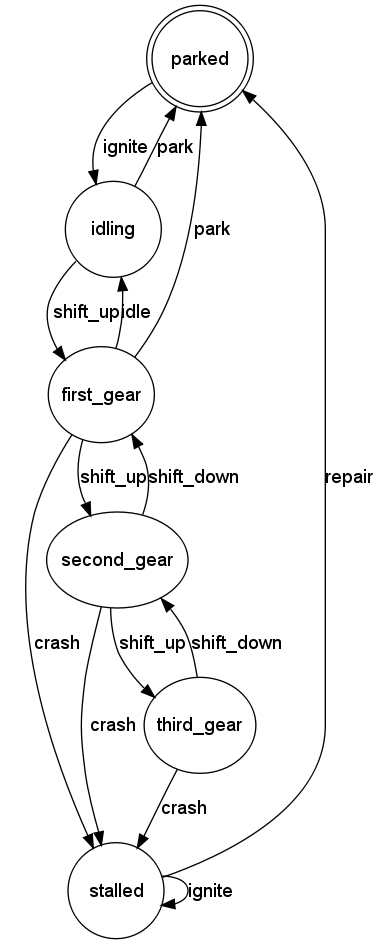 parked
ignite
park
idling
park
shift_up
idle
first_gear
shift_up
shift_down
repair
second_gear
crash
shift_up
shift_down
crash
third_gear
crash
stalled
ignite